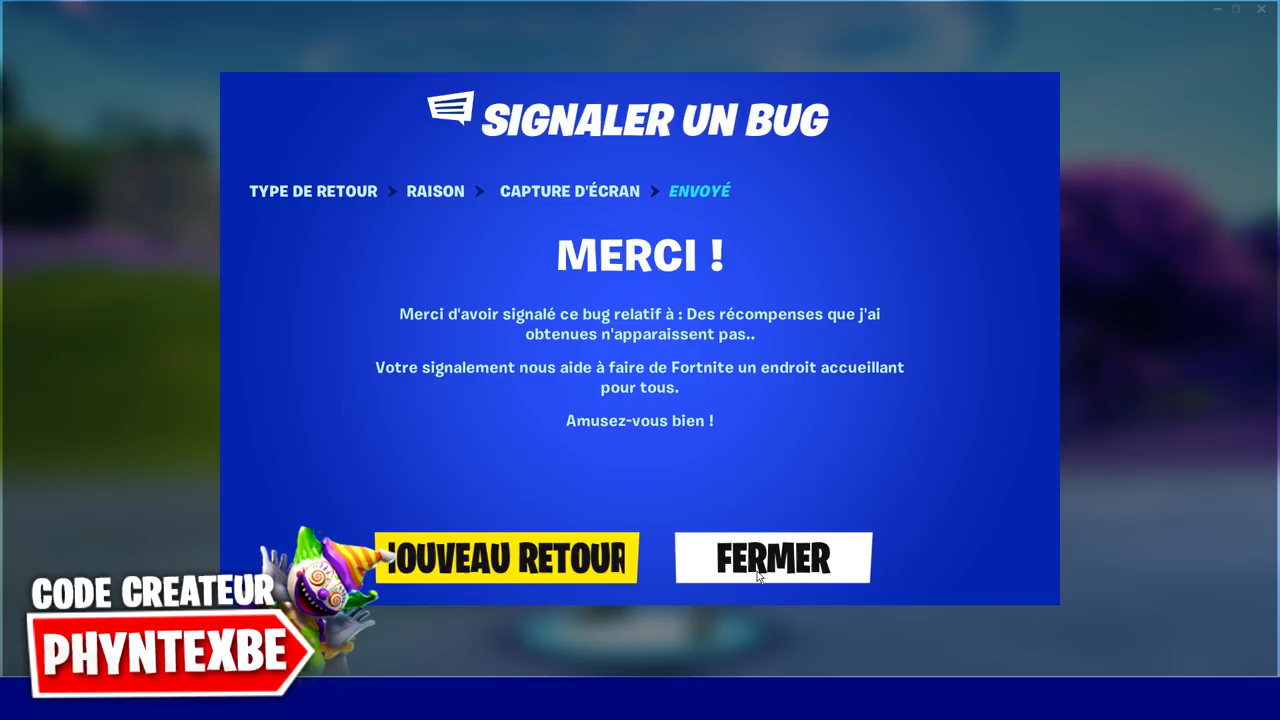 SIGNALER UN BUG
TYPE DE RETOUR > RAISON > CAPTURE D'ÉCRAN > ENVOYÉ
MERCI !
Merci d'avoir signalé ce bug relatif à : Des récompenses que j'ai
obtenues n'apparaissent pas..
Votre signalement nous aide à faire de Fortnite un endroit accueillant
pour tous.
Amusez-vous bien !
NOUVEAU RETOUR
FERMER
CODE CREATEUR
PHYNTEXBE